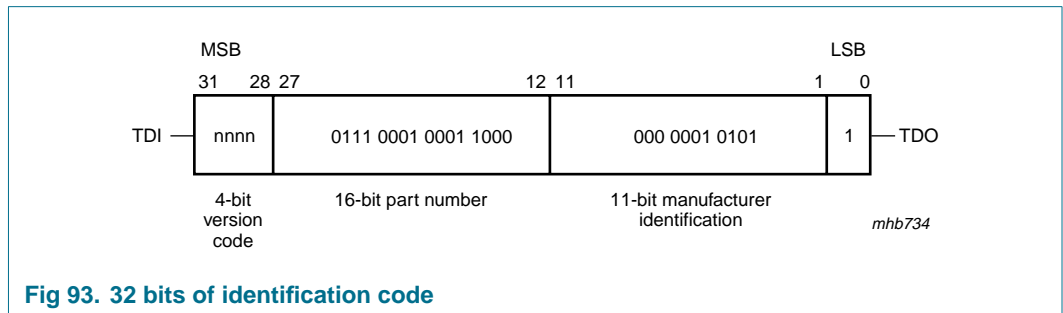 MSB LSB
31 28 27 12 11 1 0
TDI nnnn 0111 0001 0001 1000 000 0001 0101 1 TDO
4-bit 16-bit part number 11-bit manufacturer
version identification
code mhb734
Fig 93. 32 bits of identification code